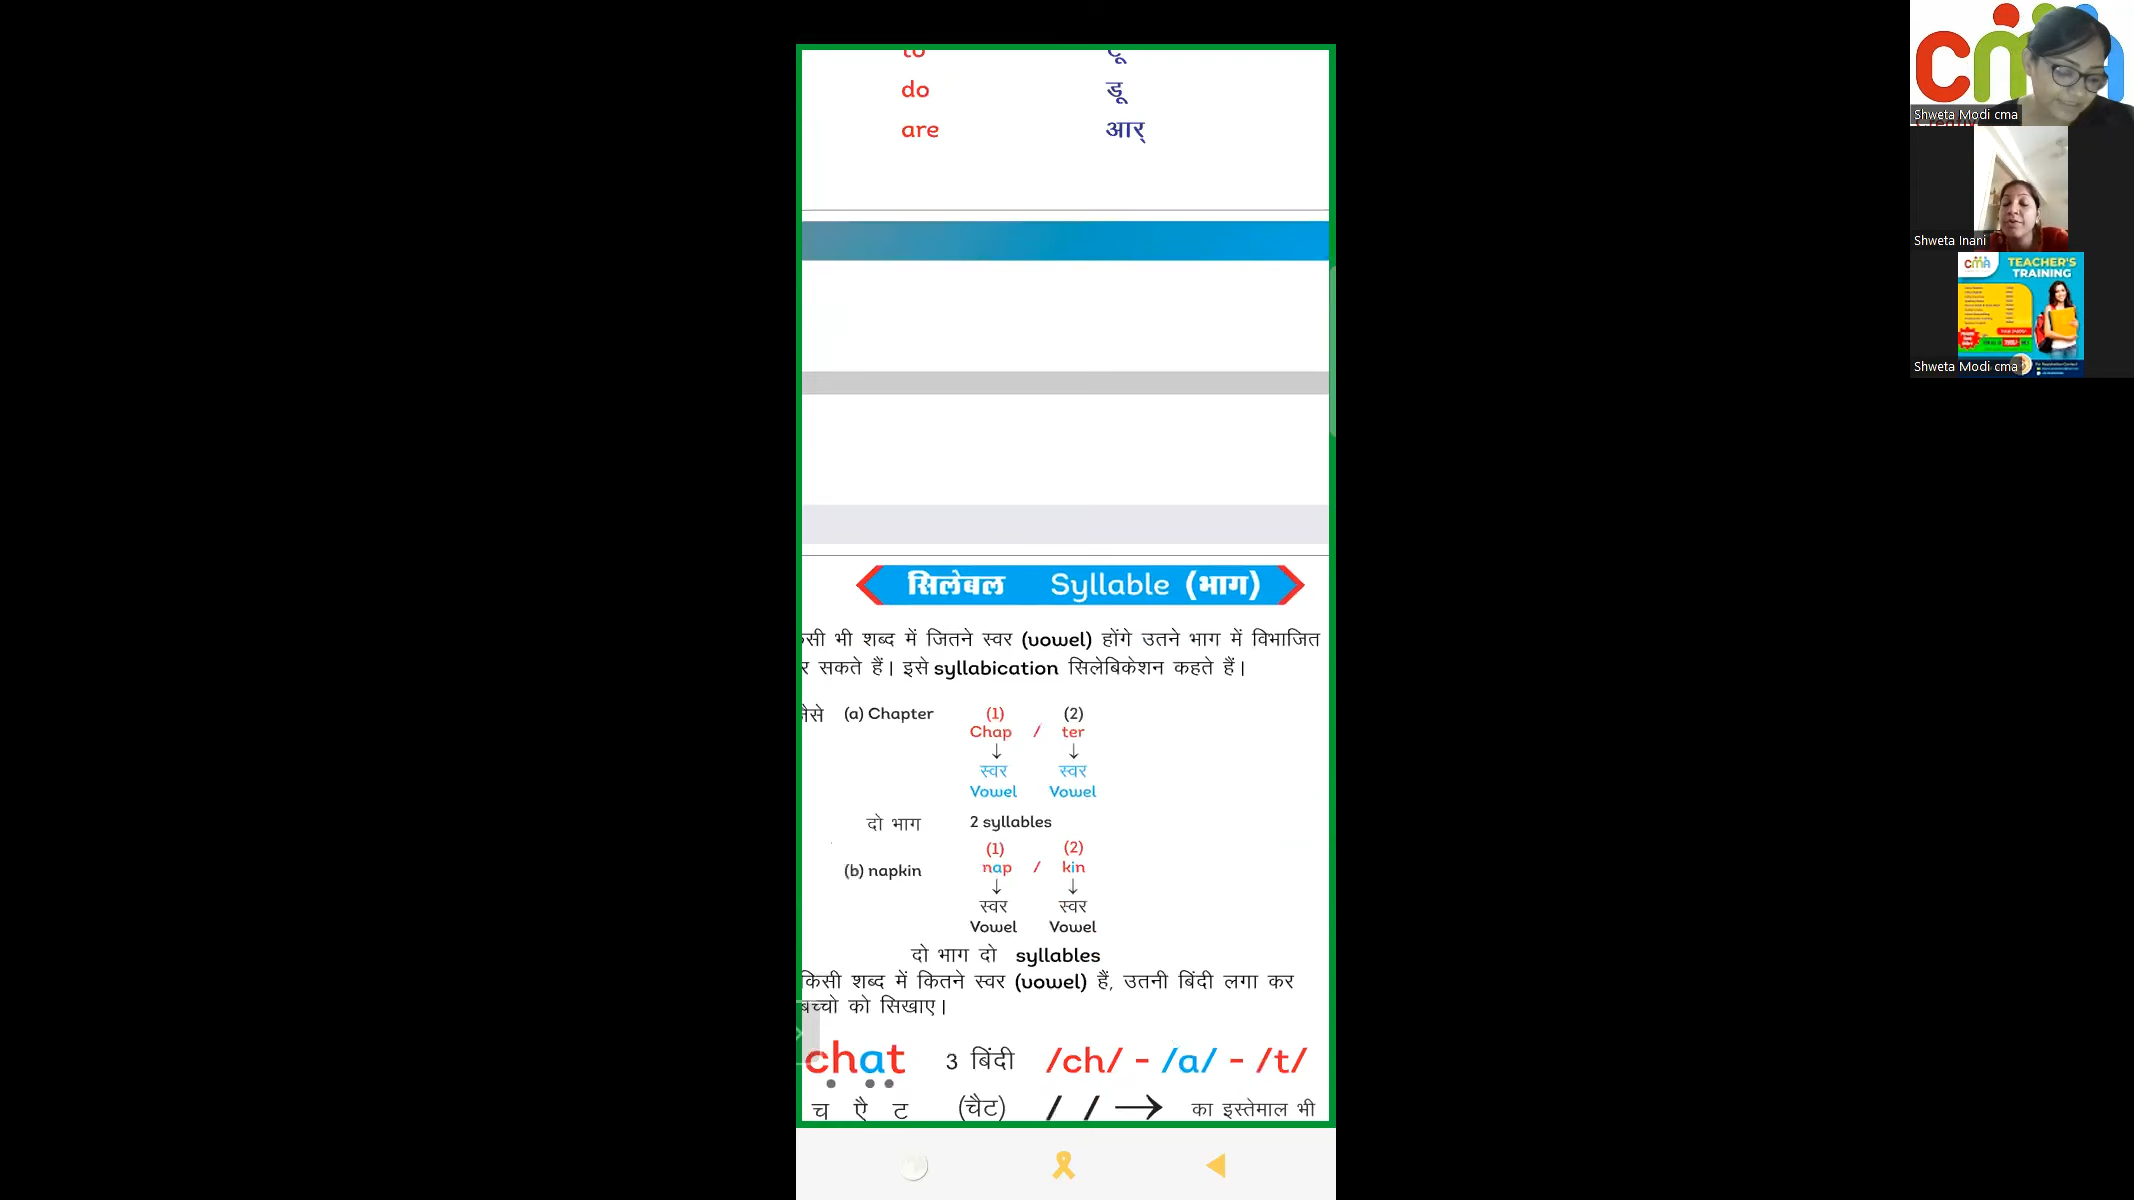 to टू
do डू
are आर्
सिलेबल Syllable (भाग)
सी भी शब्द में जितने स्वर (vowel) होंगे उतने भाग में विभाजित
र सकते हैं। इसे syllabication सिलेबिकेशन कहते हैं।
जैसे (a) Chapter (1) (2)
Chap / ter
↓ ↓
स्वर स्वर
Vowel Vowel
दो भाग 2 syllables
(1) (2)
(b) napkin nap / kin
↓ ↓
स्वर स्वर
Vowel Vowel
दो भाग दो syllables
किसी शब्द में कितने स्वर (vowel) हैं, उतनी बिंदी लगा कर
बच्चो को सिखाए।
chat 3 बिंदी /ch/ - /a/ - /t/
च ऐ ट (चैट) / / → का इस्तेमाल भी
Shweta Modi cma
Shweta Inani
CMA TEACHER'S
TRAINING
Shweta Modi cma